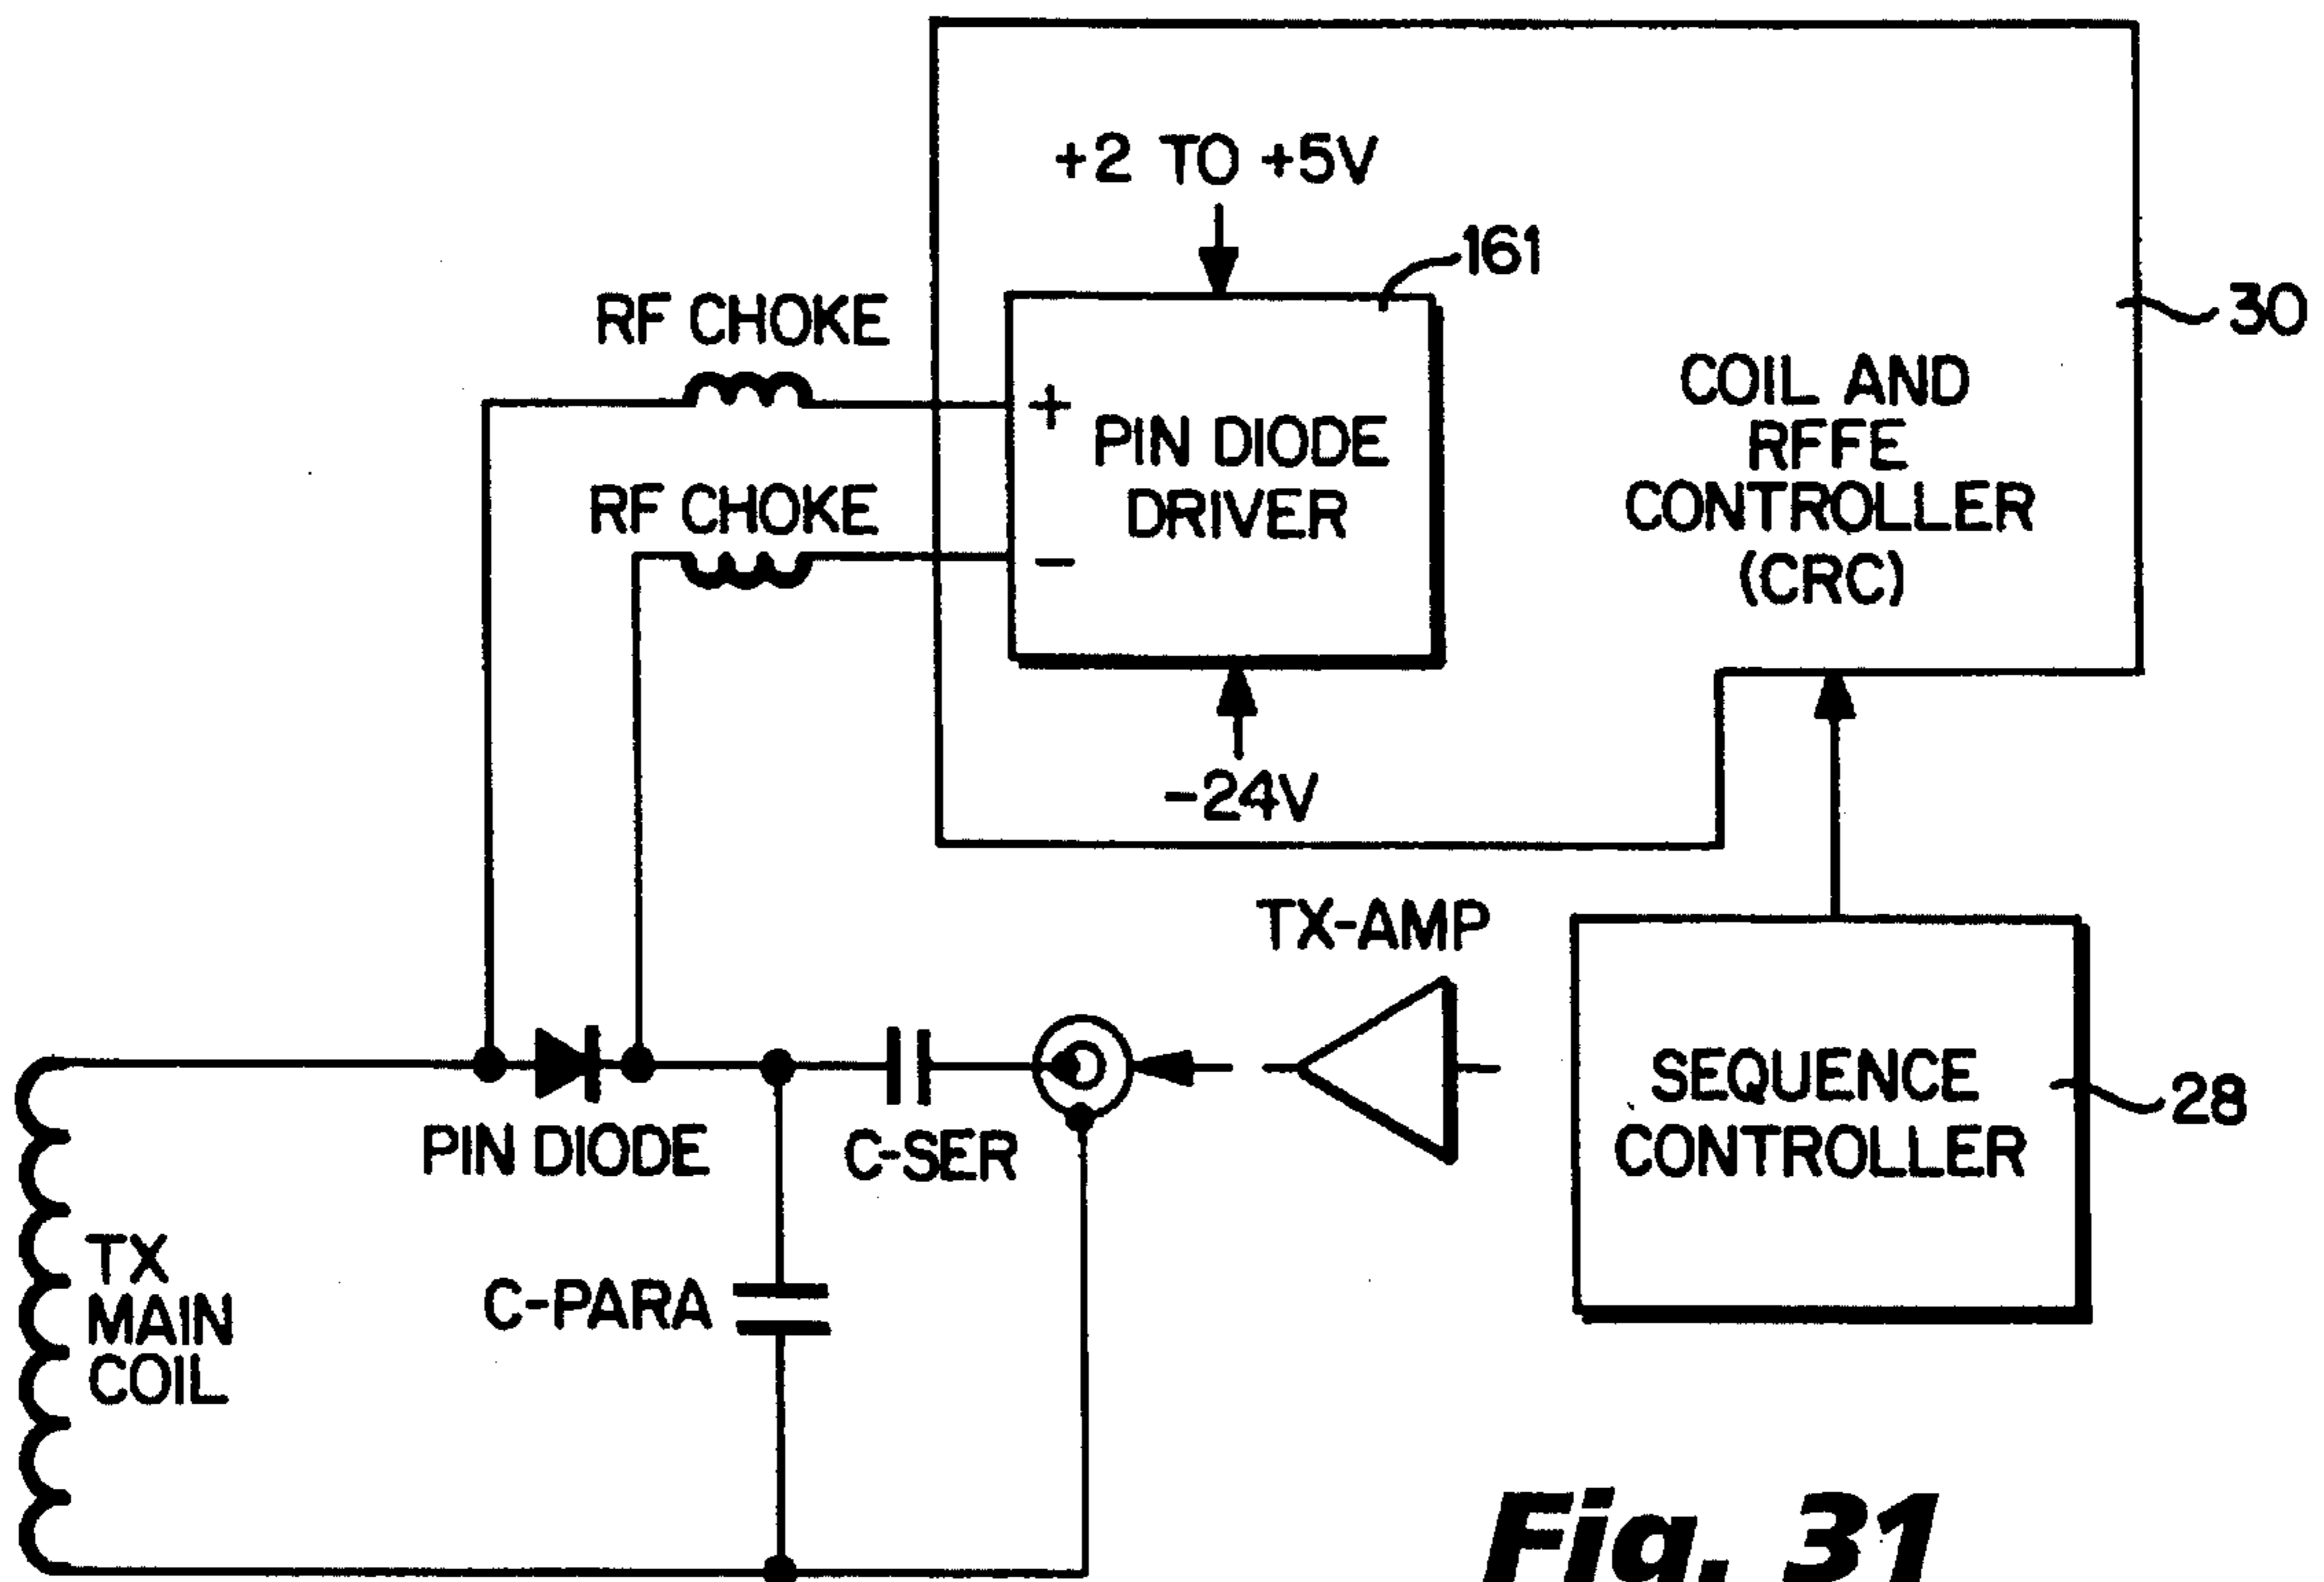 +2 TO +5V
161
30
RF CHOKE
+
PIN DIODE
DRIVER
COIL AND
RFFE
CONTROLLER
(CRC)
RF CHOKE
−
-24V
TX-AMP
SEQUENCE
CONTROLLER
28
PIN DIODE
C-SER
TX
MAIN
COIL
C-PARA
Fig. 31